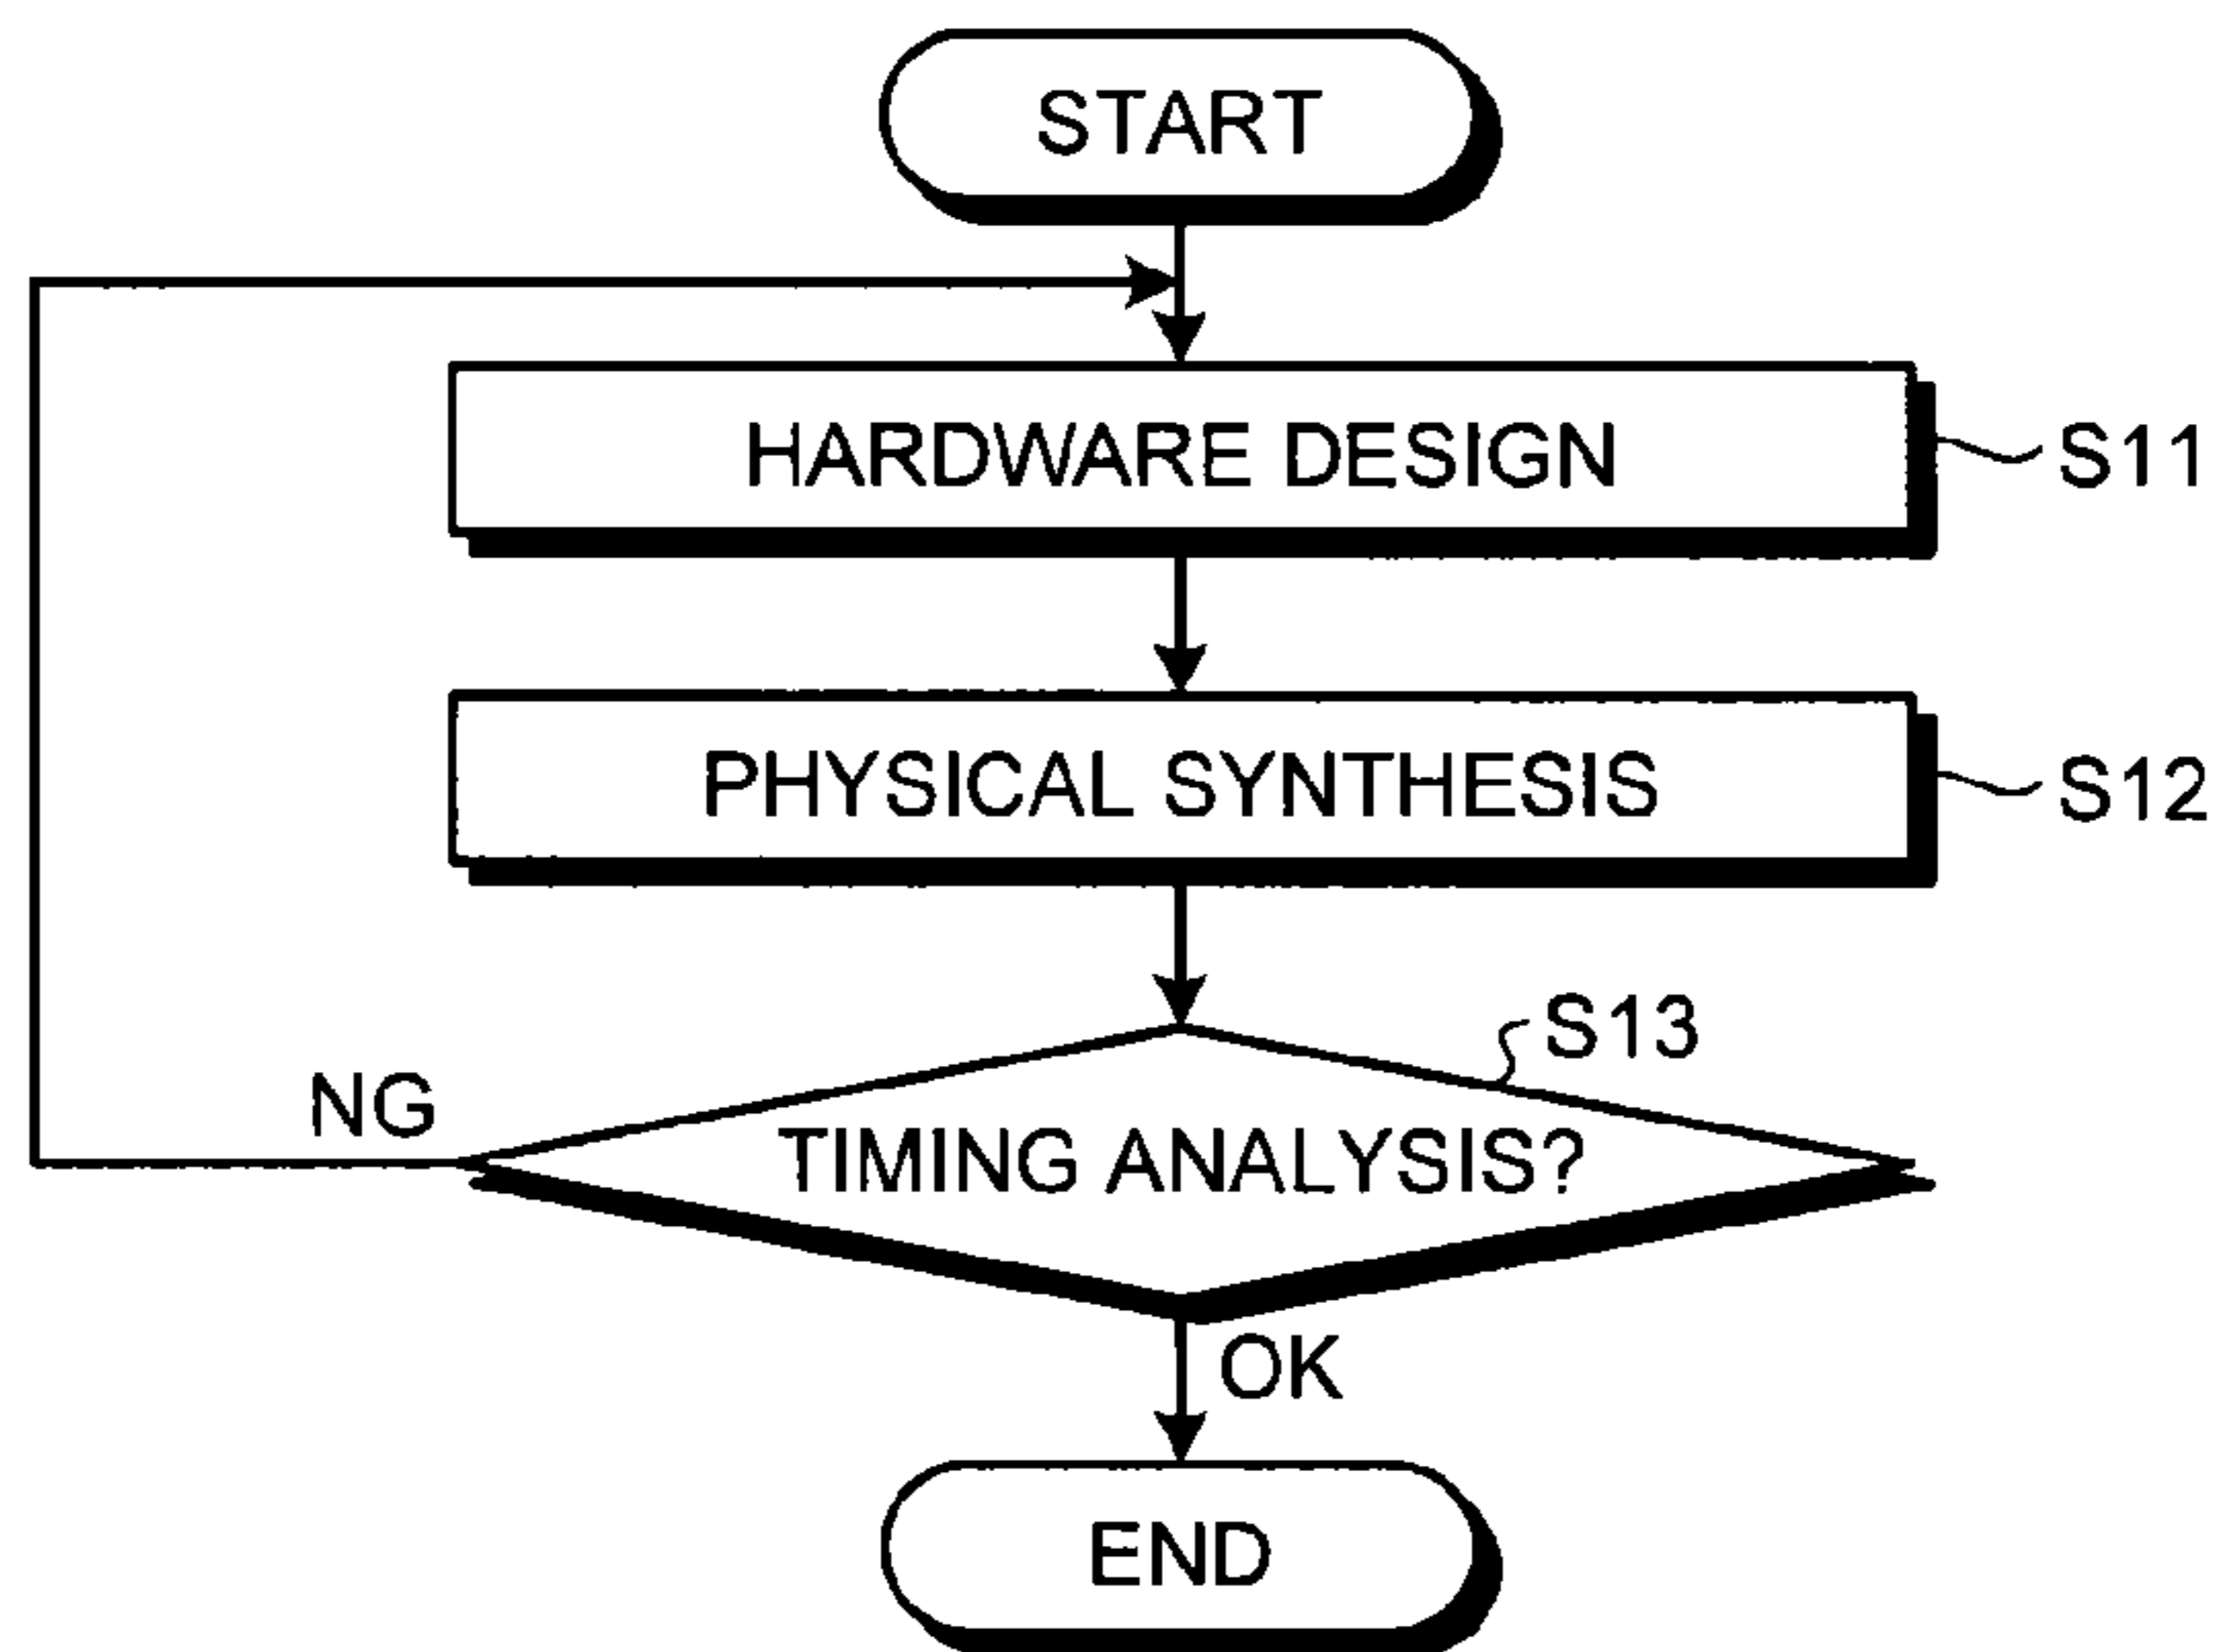 START
HARDWARE DESIGN
S11
PHYSICAL SYNTHESIS
S12
S13
NG
TIMING ANALYSIS?
OK
END